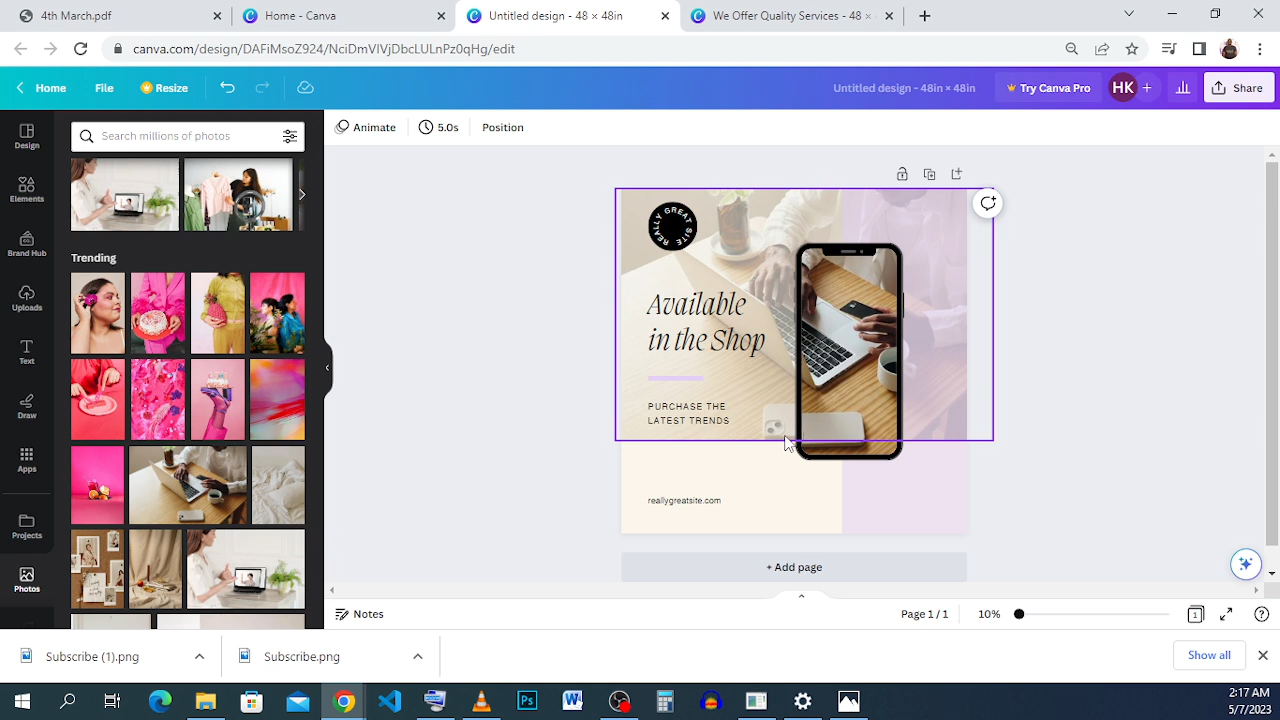 4th March.pdf
Home - Canva
Untitled design - 48 × 48in
We Offer Quality Services - 48 ×
canva.com/design/DAFiMsoZ924/NciDmVlVjDbcLULnPz0qHg/edit
Home
File
Resize
Untitled design - 48in × 48in
Try Canva Pro
HK
Share
Design
Elements
Brand Hub
Uploads
Text
Draw
Apps
Projects
Photos
Search millions of photos
Trending
Animate
5.0s
Position
REALLY GREAT SITE
Available
in the Shop
PURCHASE THE
LATEST TRENDS
reallygreatsite.com
+ Add page
Notes
Page 1 / 1
10%
1
Subscribe (1).png
Subscribe.png
Show all
2:17 AM
5/7/2023